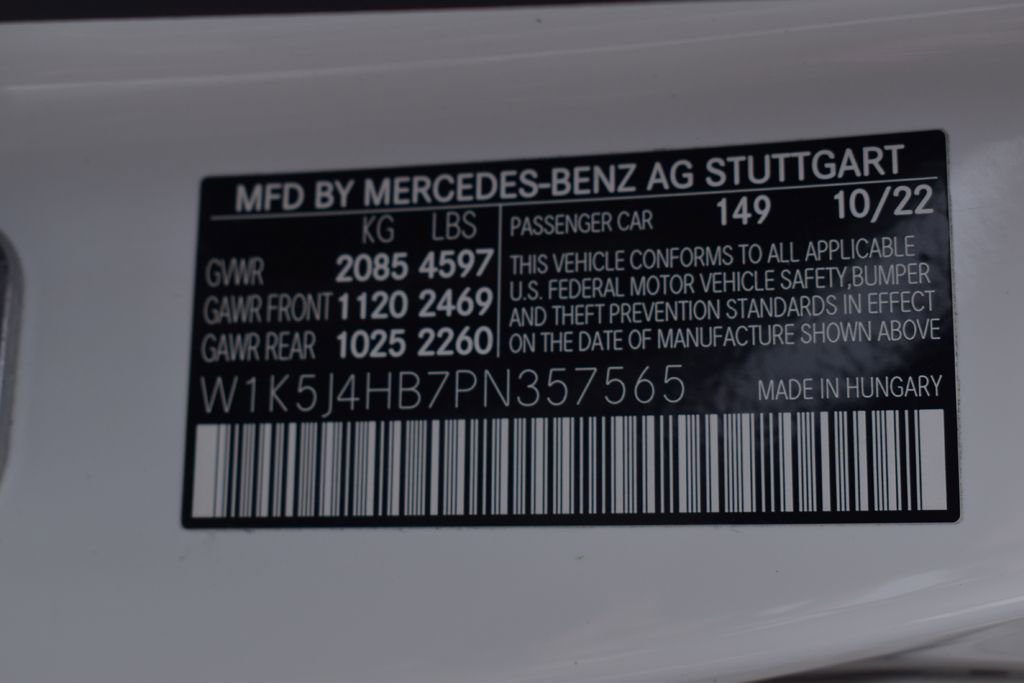 MFD BY MERCEDES-BENZ AG STUTTGART
KG LBS
GVWR 2085 4597
GAWR FRONT 1120 2469
GAWR REAR 1025 2260
PASSENGER CAR 149 10/22
THIS VEHICLE CONFORMS TO ALL APPLICABLE
U.S. FEDERAL MOTOR VEHICLE SAFETY, BUMPER
AND THEFT PREVENTION STANDARDS IN EFFECT
ON THE DATE OF MANUFACTURE SHOWN ABOVE
W1K5J4HB7PN357565
MADE IN HUNGARY